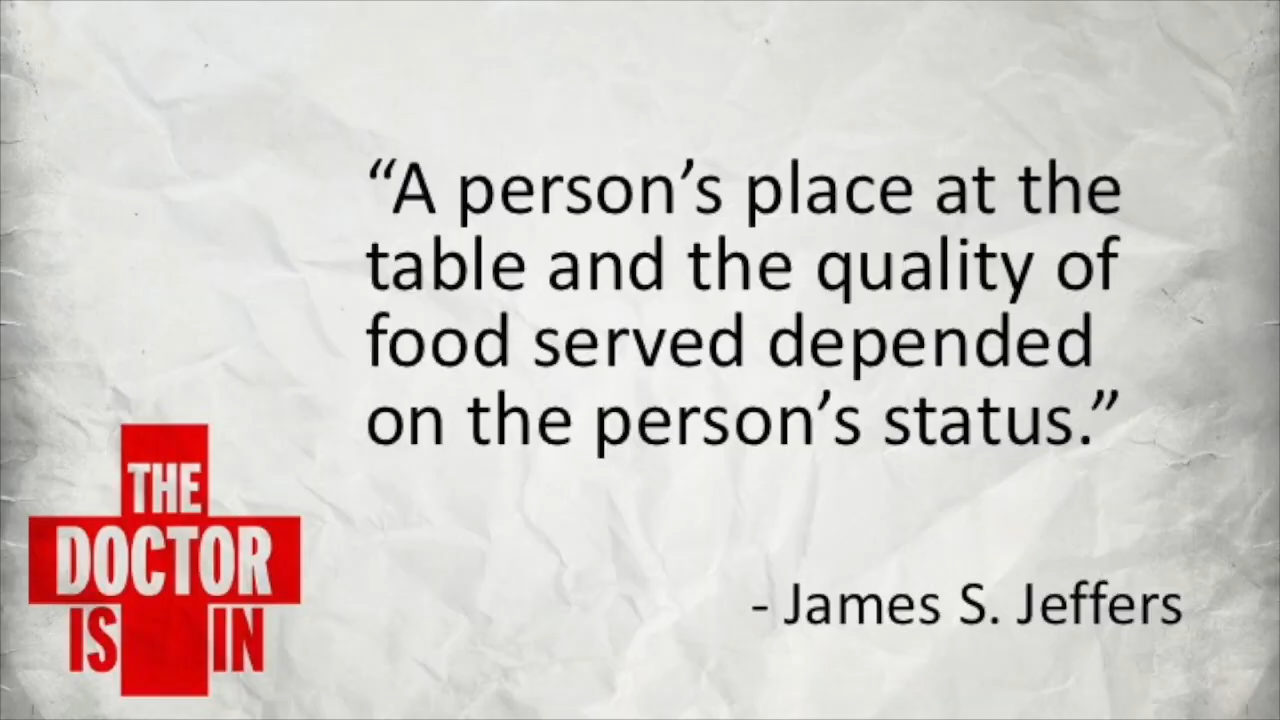 “A person’s place at the
table and the quality of
food served depended
on the person’s status.”
- James S. Jeffers
THE
DOCTOR
IS IN